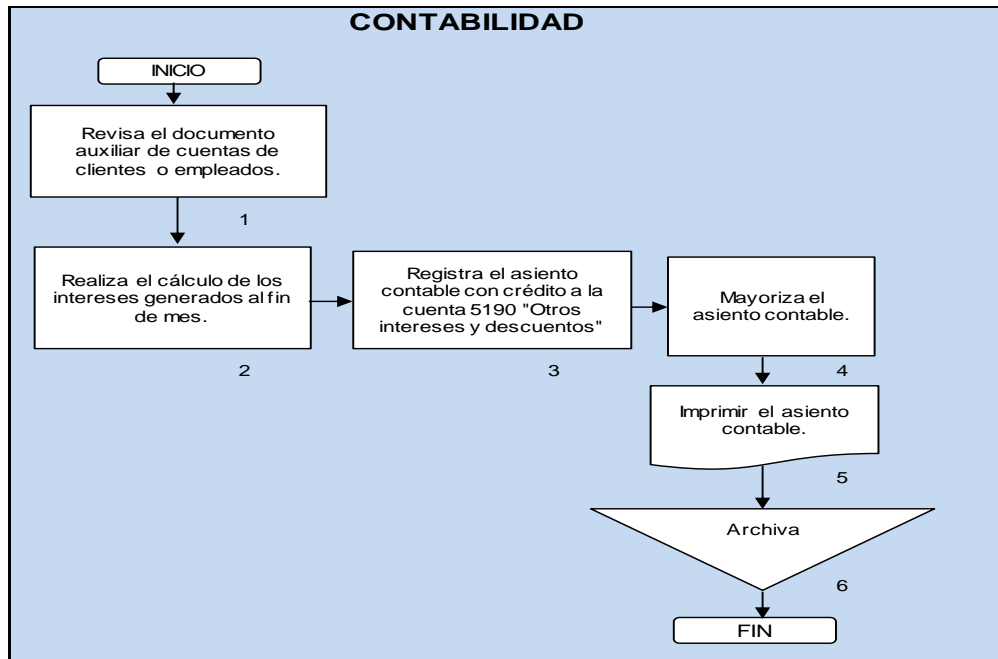 CONTABILIDAD
INICIO
Revisa el documento
auxiliar de cuentas de
clientes o empleados.
1
Realiza el cálculo de los
intereses generados al fin
de mes.
2
Registra el asiento
contable con crédito a la
cuenta 5190 "Otros
intereses y descuentos"
3
Mayoriza el
asiento contable.
4
Imprimir el asiento
contable.
5
Archiva
6
FIN